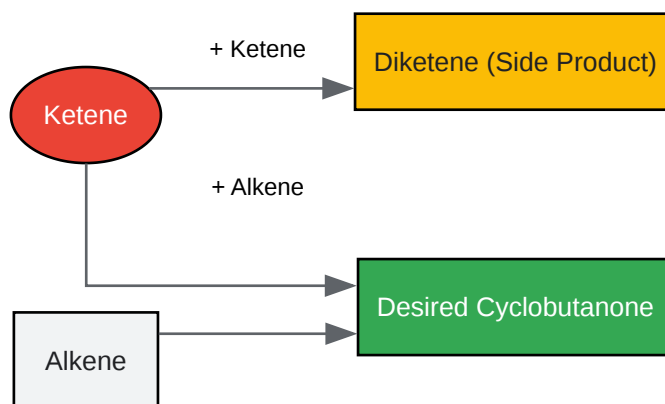 + Ketene
Diketene (Side Product)
Ketene
+ Alkene
Desired Cyclobutanone
Alkene